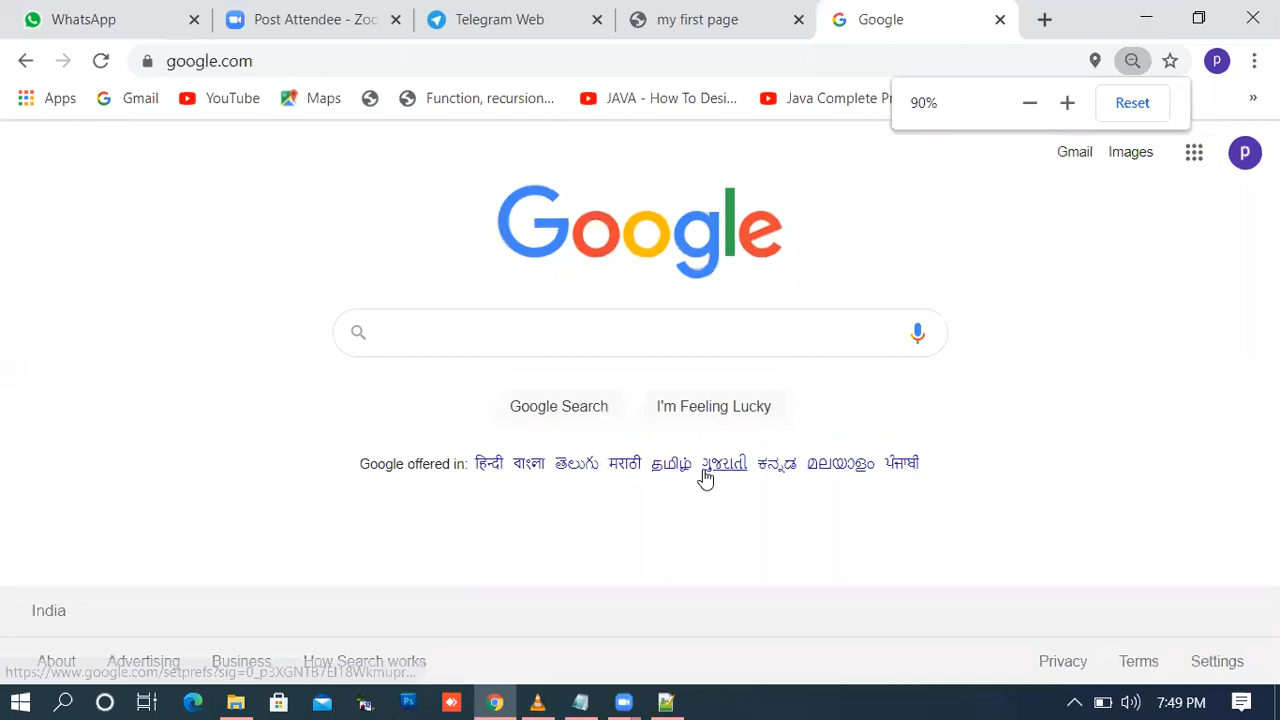 WhatsApp
Post Attendee - Zoo
Telegram Web
my first page
Google
google.com
p
Apps
Gmail
YouTube
Maps
Function, recursion...
JAVA - How To Desi...
Java Complete Pr
»
90%
Reset
Gmail
Images
p
Google
Google Search
I'm Feeling Lucky
Google offered in: हिन्दी বাংলা తెలుగు मराठी தமிழ் ગુજરાતી ಕನ್ನಡ മലയാളം ਪੰਜਾਬੀ
India
About
Advertising
Business
How Search works
Privacy
Terms
Settings
7:49 PM